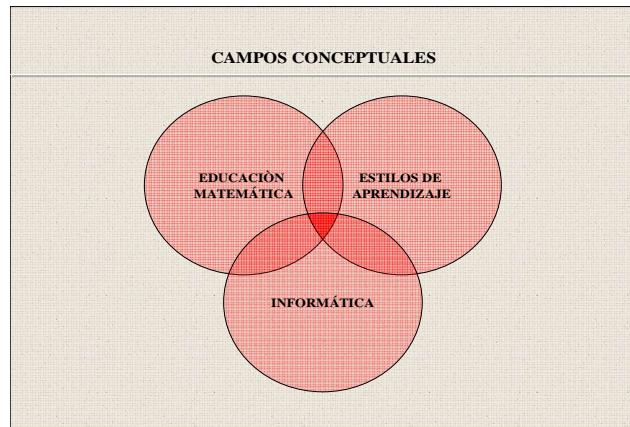 CAMPOS CONCEPTUALES
EDUCACIÒN
MATEMÁTICA
ESTILOS DE
APRENDIZAJE
INFORMÁTICA